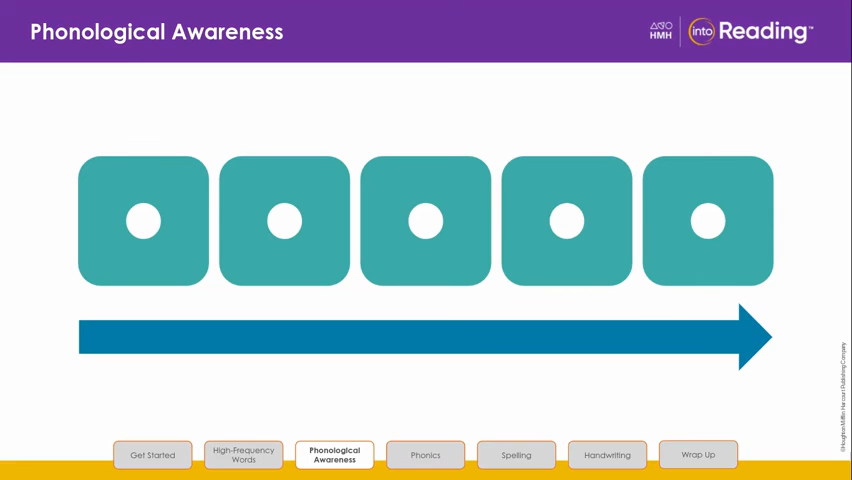 Phonological Awareness
HMH
into Reading™
Get Started
High-Frequency
Words
Phonological
Awareness
Phonics
Spelling
Handwriting
Wrap Up
©Houghton Mifflin Harcourt Publishing Company